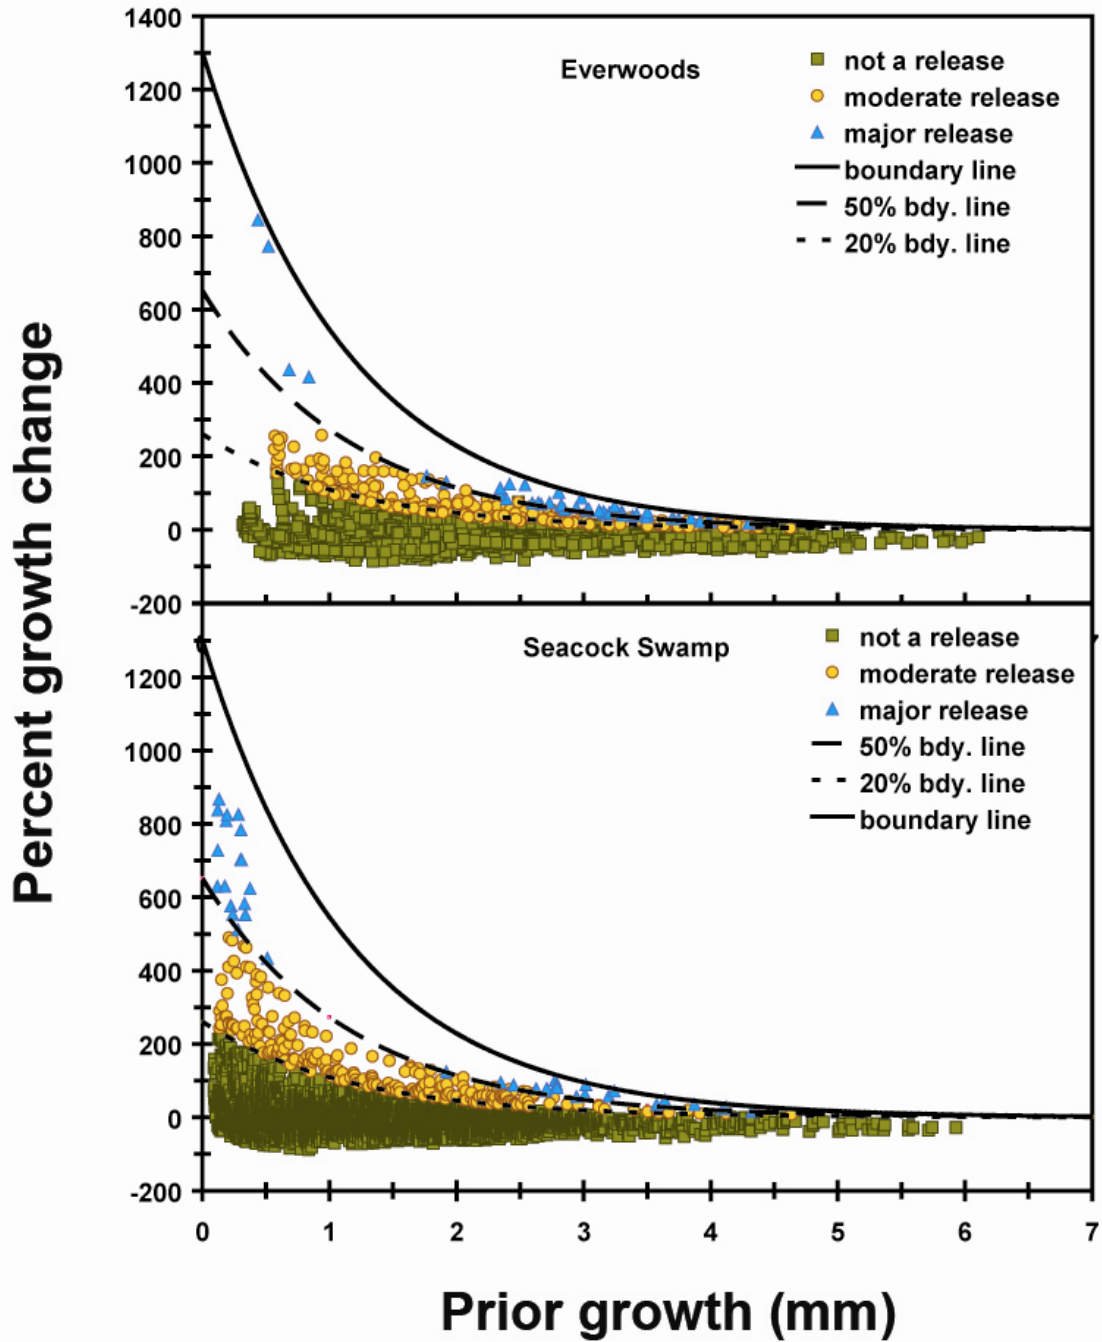 Percent growth change
1400
1200
1000
800
600
400
200
0
-200
Everwoods
not a release
moderate release
major release
boundary line
50% bdy. line
20% bdy. line
1200
1000
800
600
400
200
0
-200
Seacock Swamp
not a release
moderate release
major release
50% bdy. line
20% bdy. line
boundary line
0 1 2 3 4 5 6 7
Prior growth (mm)